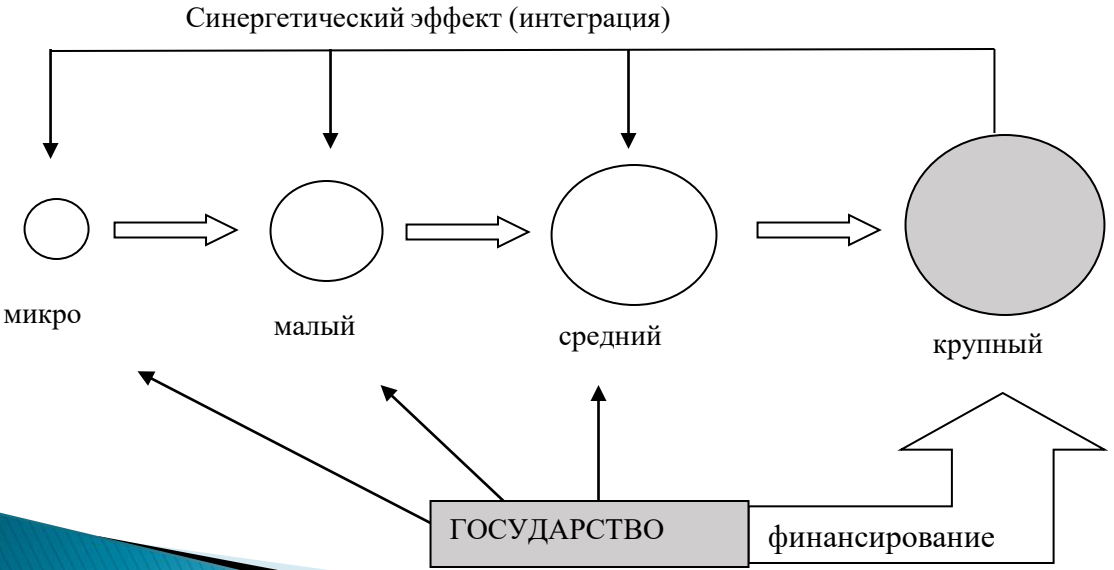 Синергетический эффект (интеграция)
микро
малый
средний
крупный
ГОСУДАРСТВО
финансирование